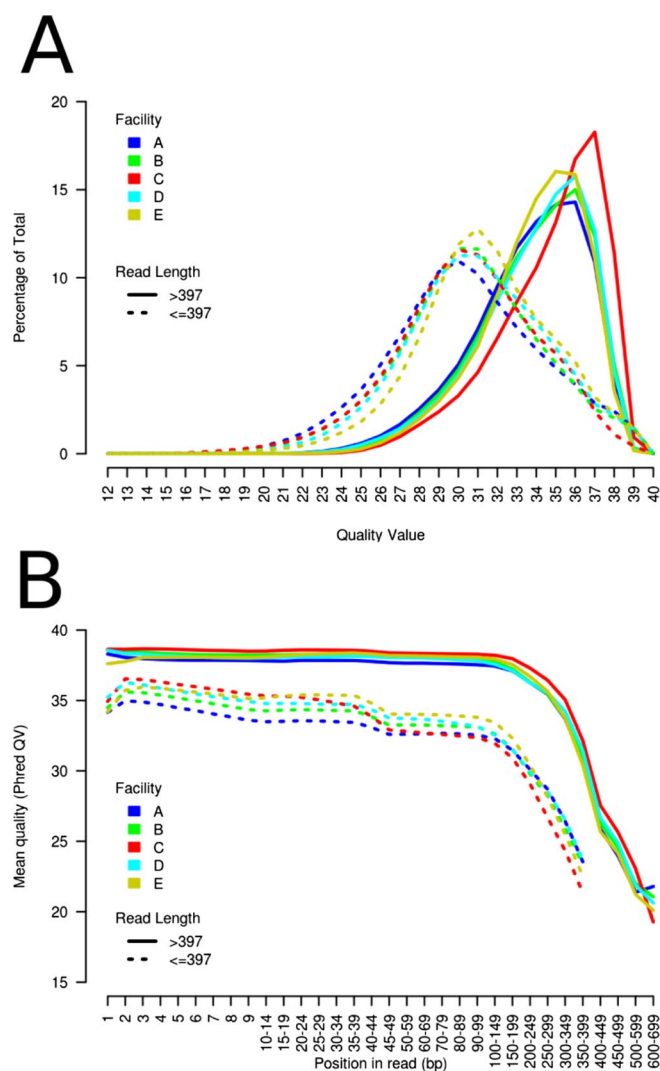 A
20
15
10
5
0
Percentage of Total
Facility
A
B
C
D
E
Read Length
>397
<=397
12 13 14 15 16 17 18 19 20 21 22 23 24 25 26 27 28 29 30 31 32 33 34 35 36 37 38 39 40
Quality Value
B
40
35
30
25
20
15
Mean quality (Phred QV)
Facility
A
B
C
D
E
Read Length
>397
<=397
1 2 3 4 5 6 7 8 9 10-14 15-19 20-24 25-29 30-34 35-39 40-44 45-49 50-59 60-69 70-79 80-89 90-99 100-149 150-199 200-249 250-299 300-349 350-399 400-449 450-499 500-599 600-699
Position in read (bp)